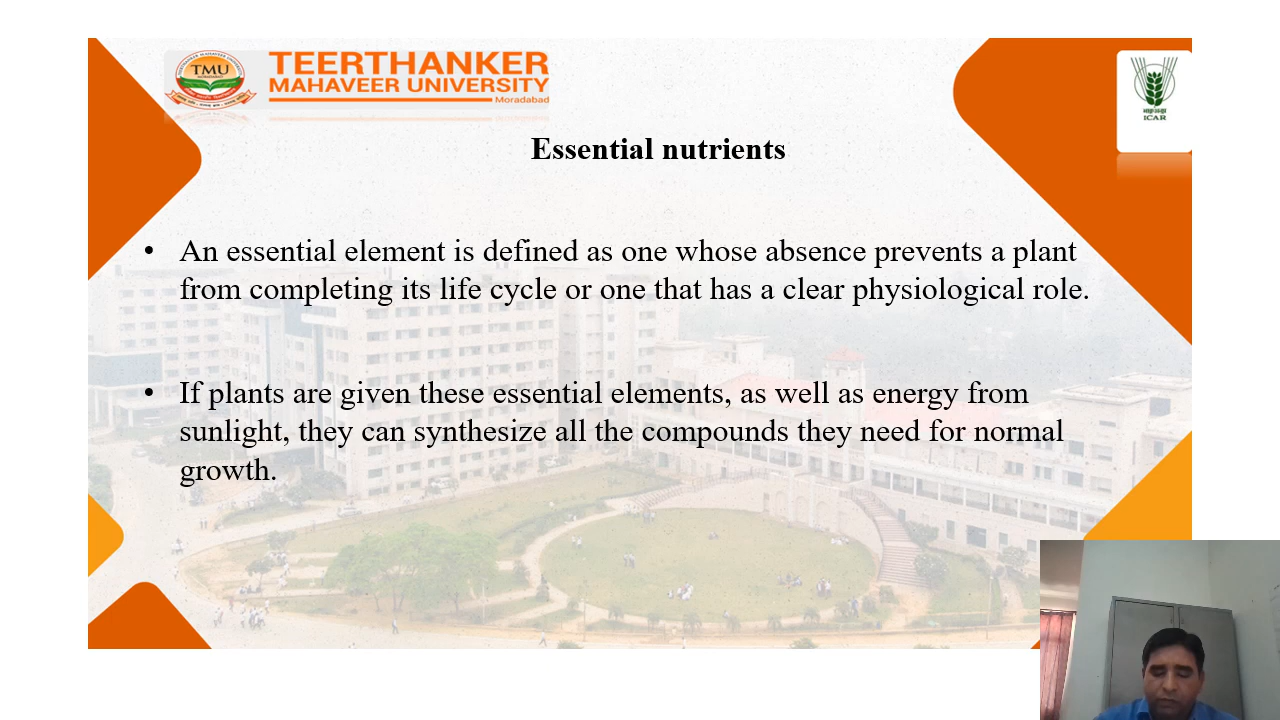 TMU
TEERTHANKER
MAHAVEER UNIVERSITY
Moradabad
ICAR
Essential nutrients
• An essential element is defined as one whose absence prevents a plant
from completing its life cycle or one that has a clear physiological role.
• If plants are given these essential elements, as well as energy from
sunlight, they can synthesize all the compounds they need for normal
growth.